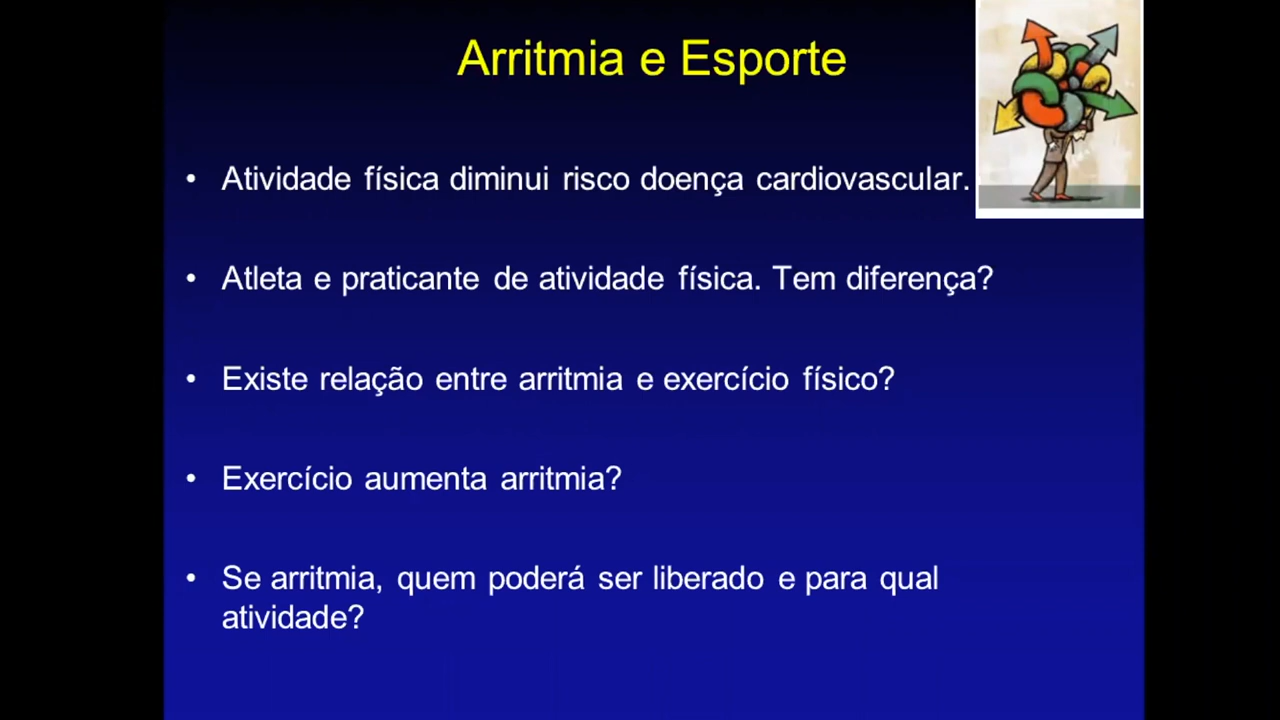 Arritmia e Esporte
• Atividade física diminui risco doença cardiovascular.
• Atleta e praticante de atividade física. Tem diferença?
• Existe relação entre arritmia e exercício físico?
• Exercício aumenta arritmia?
• Se arritmia, quem poderá ser liberado e para qual
atividade?